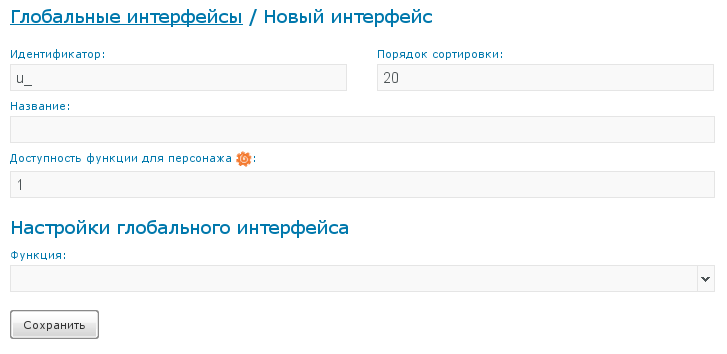 Глобальные интерфейсы / Новый интерфейс
Идентификатор: Порядок сортировки:
u_ 20
Название:
Доступность функции для персонажа :
1
Настройки глобального интерфейса
Функция:
Сохранить